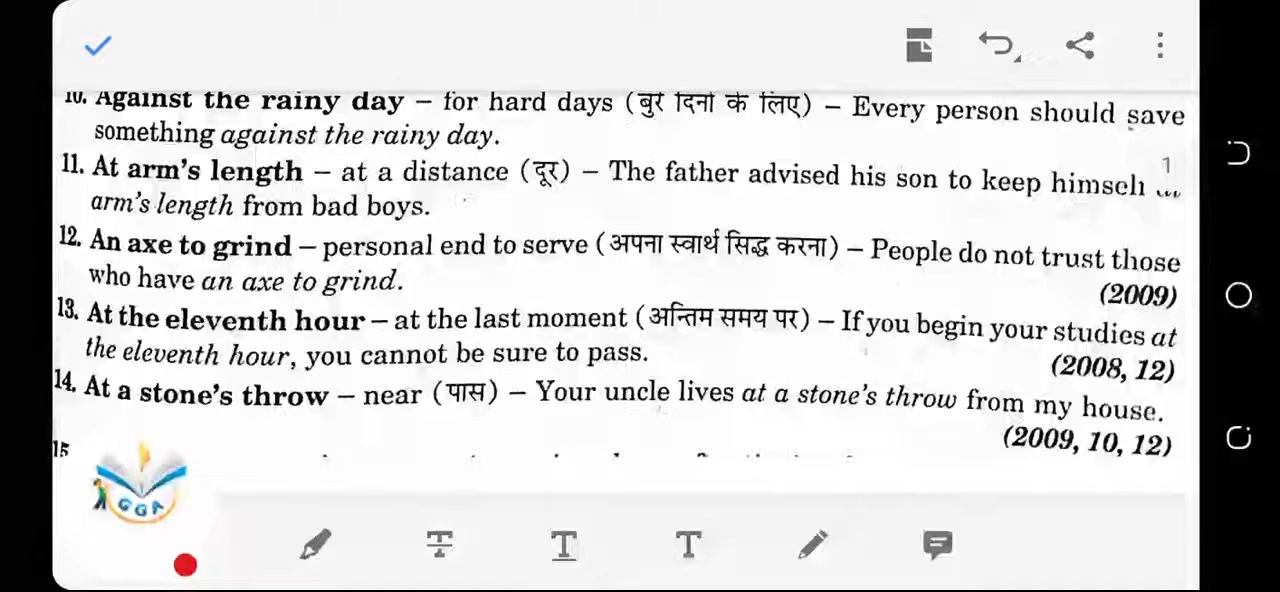 10. Against the rainy day – for hard days (बुरे दिनों के लिए) – Every person should save
something against the rainy day.
11. At arm's length – at a distance (दूर) – The father advised his son to keep
1
arm's length from bad boys.
12. An axe to grind – personal end to serve (अपना स्वार्थ सिद्ध करना) – People do not trust those
who have an axe to grind. (2009)
13. At the eleventh hour – at the last moment (अन्तिम समय पर) – If you begin your studies at
the eleventh hour, you cannot be sure to pass. (2008, 12)
14. At a stone's throw – near (पास) – Your uncle lives at a stone's throw from my house.
(2009, 10, 12)
15
GGA
T
T
T